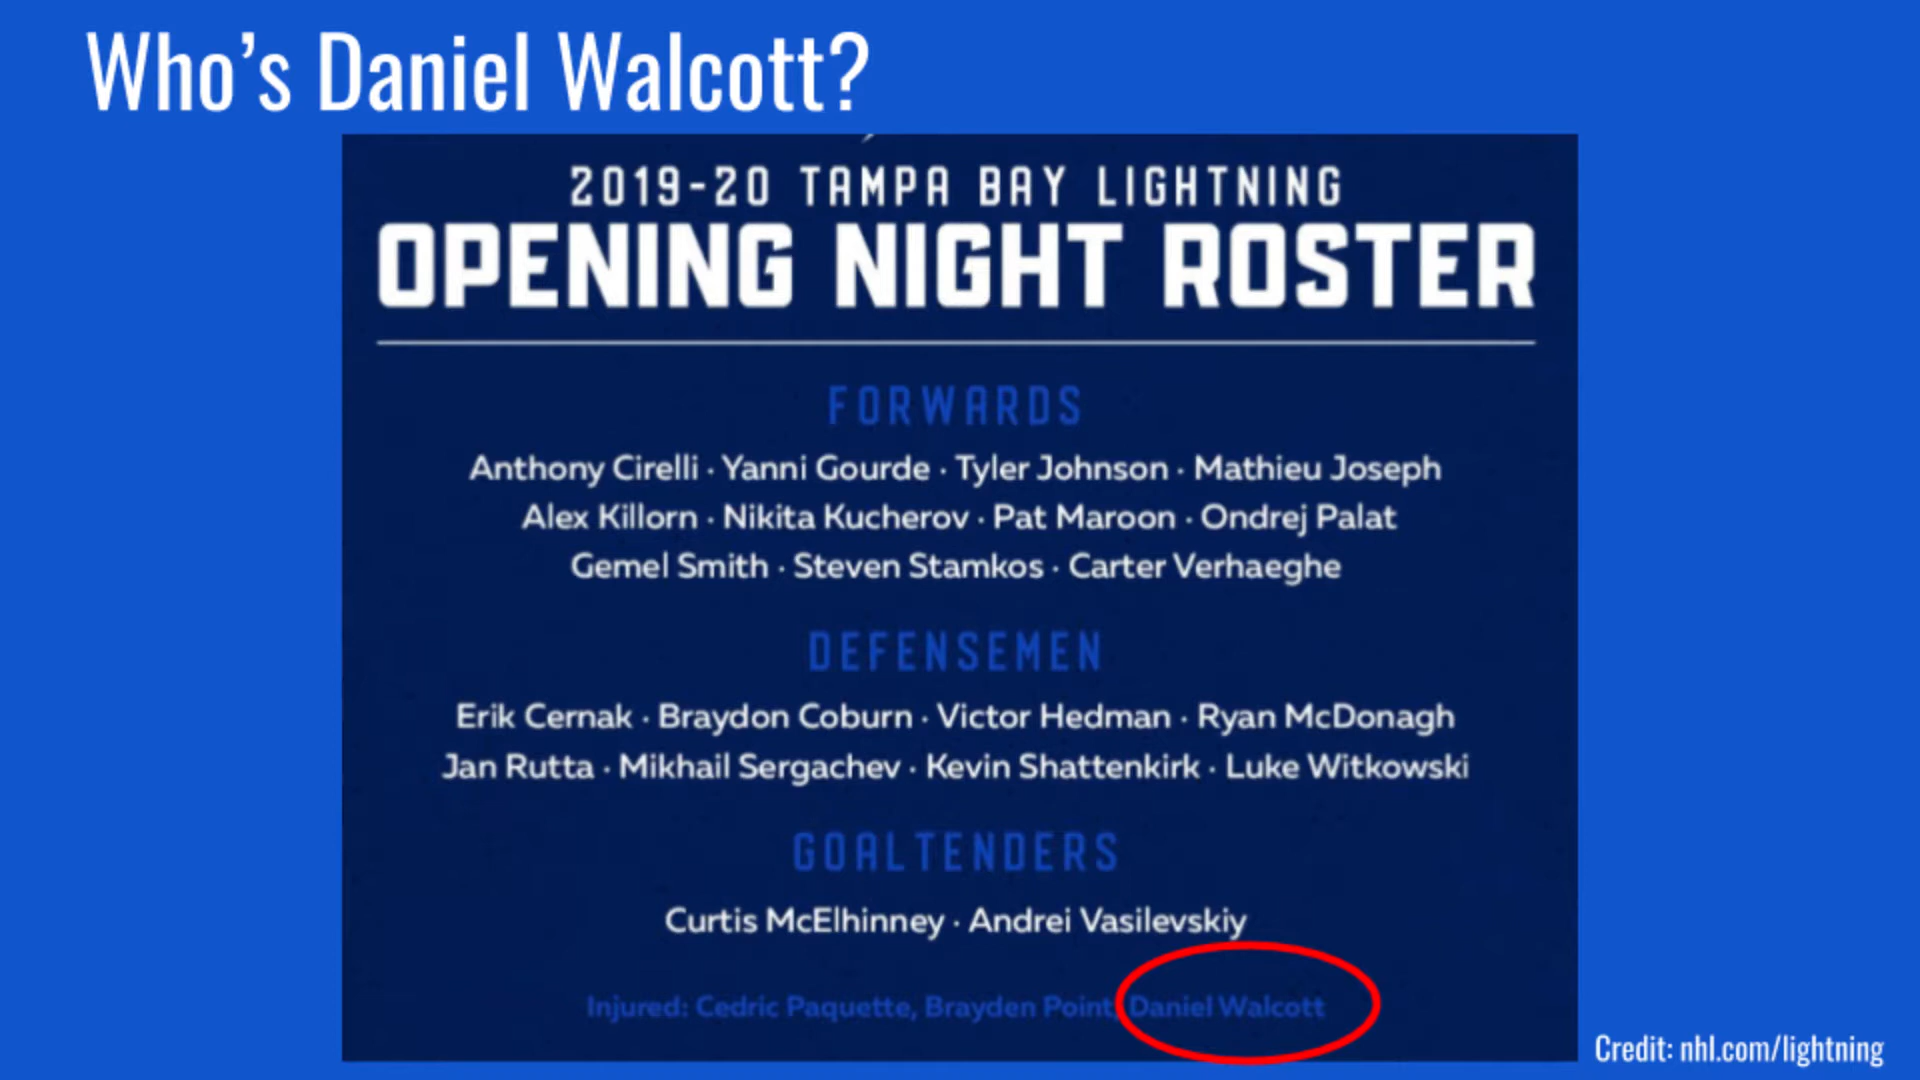 Who's Daniel Walcott?
2019-20 TAMPA BAY LIGHTNING
OPENING NIGHT ROSTER
FORWARDS
Anthony Cirelli · Yanni Gourde · Tyler Johnson · Mathieu Joseph
Alex Killorn · Nikita Kucherov · Pat Maroon · Ondrej Palat
Gemel Smith · Steven Stamkos · Carter Verhaeghe
DEFENSEMEN
Erik Cernak · Braydon Coburn · Victor Hedman · Ryan McDonagh
Jan Rutta · Mikhail Sergachev · Kevin Shattenkirk · Luke Witkowski
GOALTENDERS
Curtis McElhinney · Andrei Vasilevskiy
Injured: Cedric Paquette, Brayden Point, Daniel Walcott
Credit: nhl.com/lightning